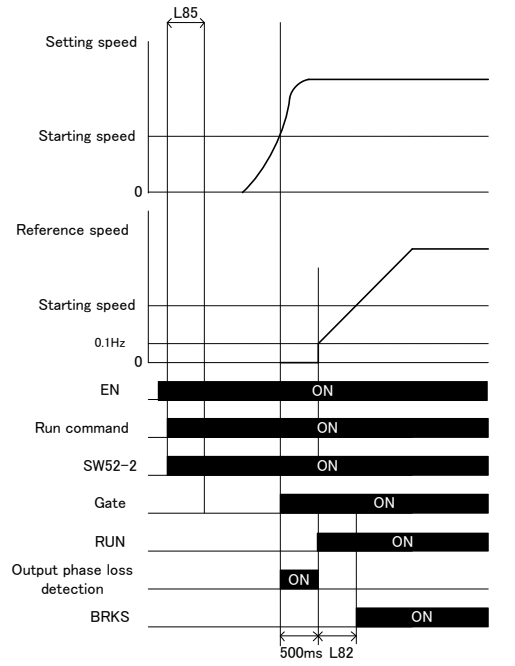 L85
Setting speed
Starting speed
0
Reference speed
Starting speed
0.1Hz
0
EN
ON
Run command
ON
SW52-2
ON
Gate
ON
RUN
ON
Output phase loss
detection
ON
BRKS
ON
500ms L82